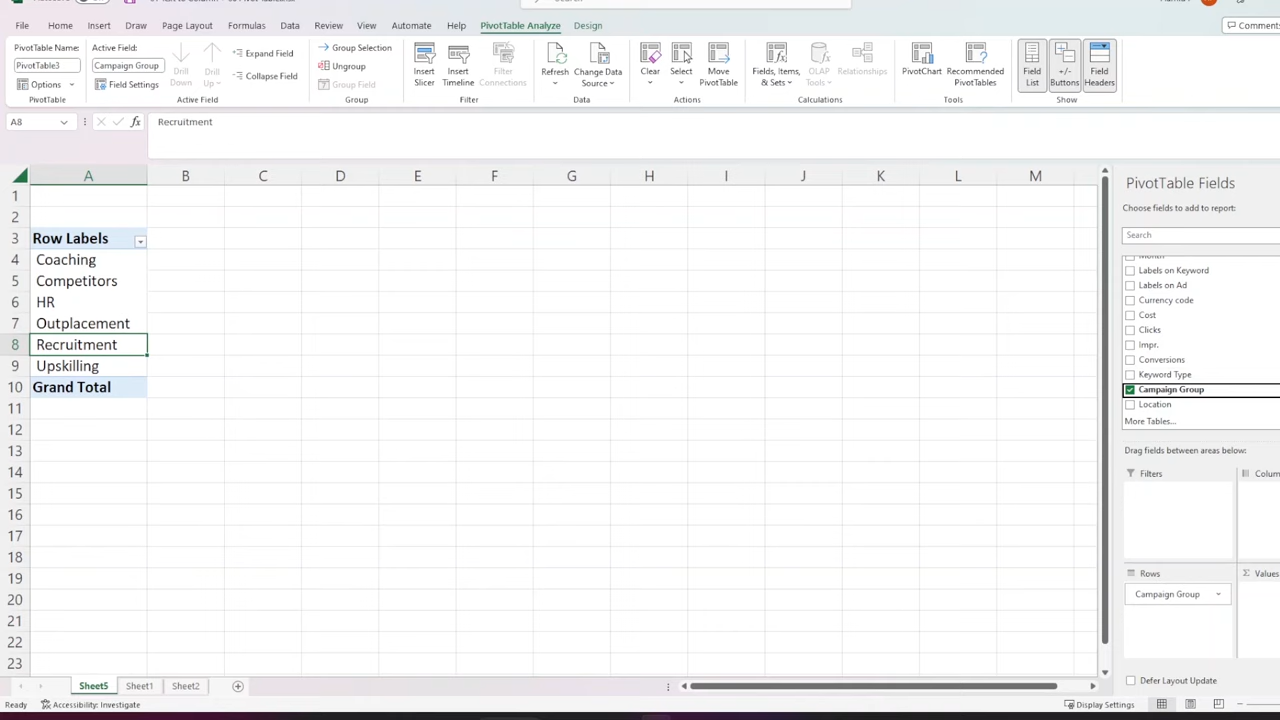 File Home Insert Draw Page Layout Formulas Data Review View Automate Help PivotTable Analyze Design Comments
PivotTable Name:
PivotTable3
Options
PivotTable
Active Field:
Campaign Group
Field Settings
Drill Down
Drill Up
Expand Field
Collapse Field
Active Field
Group Selection
Ungroup
Group Field
Group
Insert Slicer
Insert Timeline
Filter Connections
Filter
Refresh
Change Data Source
Data
Clear
Select
Move PivotTable
Actions
Fields, Items, & Sets
OLAP Tools
Relationships
Calculations
PivotChart
Recommended PivotTables
Tools
Field List
+/- Buttons
Field Headers
Show
A8 fx Recruitment
A B C D E F G H I J K L M
1
2
3 Row Labels
4 Coaching
5 Competitors
6 HR
7 Outplacement
8 Recruitment
9 Upskilling
10 Grand Total
11
12
13
14
15
16
17
18
19
20
21
22
23
PivotTable Fields
Choose fields to add to report:
Search
Month
Labels on Keyword
Labels on Ad
Currency code
Cost
Clicks
Impr.
Conversions
Keyword Type
Campaign Group
Location
More Tables...
Drag fields between areas below:
Filters
Colum
Rows
Σ Values
Campaign Group
Defer Layout Update
Sheet5 Sheet1 Sheet2
Ready Accessibility: Investigate Display Settings